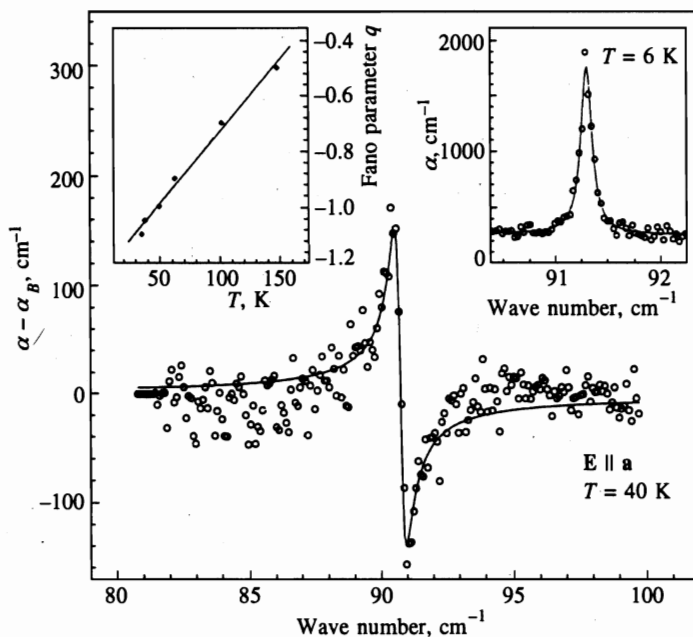 300
200
100
0
−100
α − α_B, cm⁻¹
80
85
90
95
100
Wave number, cm⁻¹
−0.4
−0.6
−0.8
−1.0
−1.2
Fano parameter q
50
100
150
T, K
2000
1000
0
α, cm⁻¹
T = 6 K
91
92
Wave number, cm⁻¹
E || a
T = 40 K